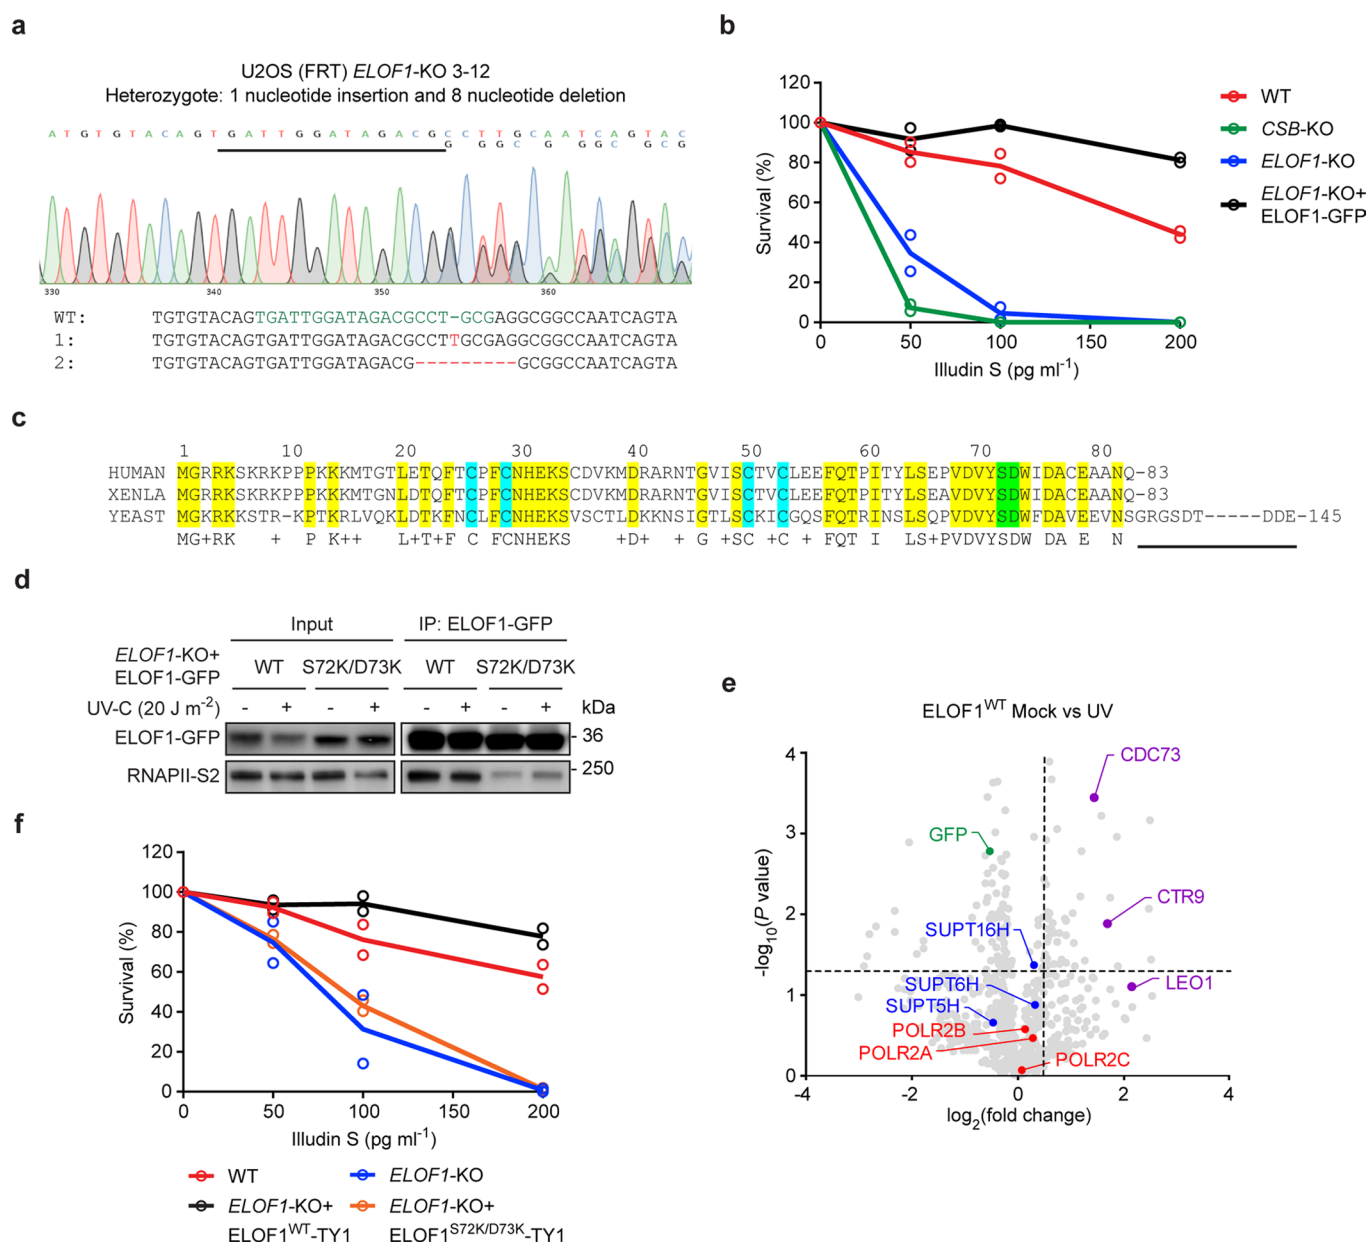 a
U2OS (FRT) ELOF1-KO 3-12
Heterozygote: 1 nucleotide insertion and 8 nucleotide deletion
A T G T G T A C A G T G A T T G G A T A G A C G C C T T G C A A T C A G T A C
G G G C G G G C G C G
330 340 350 360
WT: TGTGTACAGTGATTGGATAGACGCCT-GCGAGGCGGCCAATCAGTA
1: TGTGTACAGTGATTGGATAGACGCCTTGCGAGGCGGCCAATCAGTA
2: TGTGTACAGTGATTGGATAGACG---------GCGGCCAATCAGTA
b
120
100
80
60
40
20
0
Survival (%)
0 50 100 150 200
Illudin S (pg ml-1)
WT
CSB-KO
ELOF1-KO
ELOF1-KO+
ELOF1-GFP
c
1 10 20 30 40 50 60 70 80
HUMAN MGRRKSKRKPPPKKKMTGTLETQFTCPFCNHEKSCDVKMDRARNTGVISCTVCLEEFQTPITYLSEPVDVYSDWIDACEAANQ-83
XENLA MGRRKSKRKPPPKKKMTGNLDTQFTCPFCNHEKSCDVKMDRARNTGVISCTVCLEEFQTPITYLSEAVDVYSDWIDACEAANQ-83
YEAST MGKRKSTR-KPTKRLVQKLDTKFNCLFCNHEKSVSCTLDKKNSIGTLSCKICGQSFQTRINSLSQPVDVYSDWFDAVEEVNSGRGSDT-----DDE-145
MG+RK + P K++ L+T+F C FCNHEKS +D+ + G +SC +C + FQT I LS+PVDVYSDW DA E N
d
Input IP: ELOF1-GFP
ELOF1-KO+
ELOF1-GFP
WT S72K/D73K WT S72K/D73K
UV-C (20 J m-2) - + - + - + - + kDa
ELOF1-GFP - 36
RNAPII-S2 - 250
e
ELOF1WT Mock vs UV
4
3
2
1
0
-log10(P value)
CDC73
GFP
CTR9
SUPT16H
SUPT6H
LEO1
SUPT5H
POLR2B
POLR2A
POLR2C
-4 -2 0 2 4
log2(fold change)
f
120
100
80
60
40
20
0
Survival (%)
0 50 100 150 200
Illudin S (pg ml-1)
WT
ELOF1-KO
ELOF1-KO+
ELOF1WT-TY1
ELOF1-KO+
ELOF1S72K/D73K-TY1